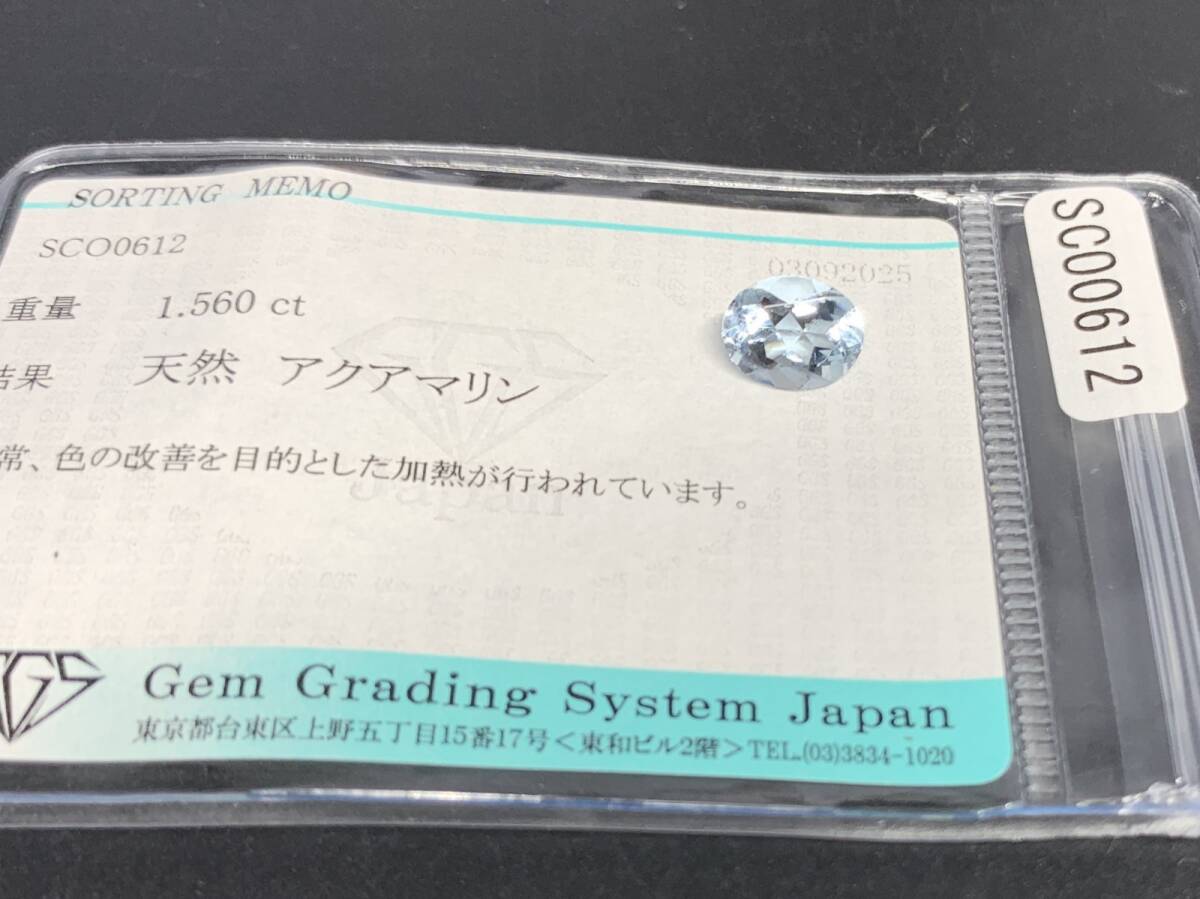 SORTING MEMO
SCO0612
03092025
重量 1.560 ct
結果 天然 アクアマリン
常、色の改善を目的とした加熱が行われています。
Japan
GS Gem Grading System Japan
東京都台東区上野五丁目15番17号＜東和ビル2階＞TEL.(03)3834-1020
SCO0612